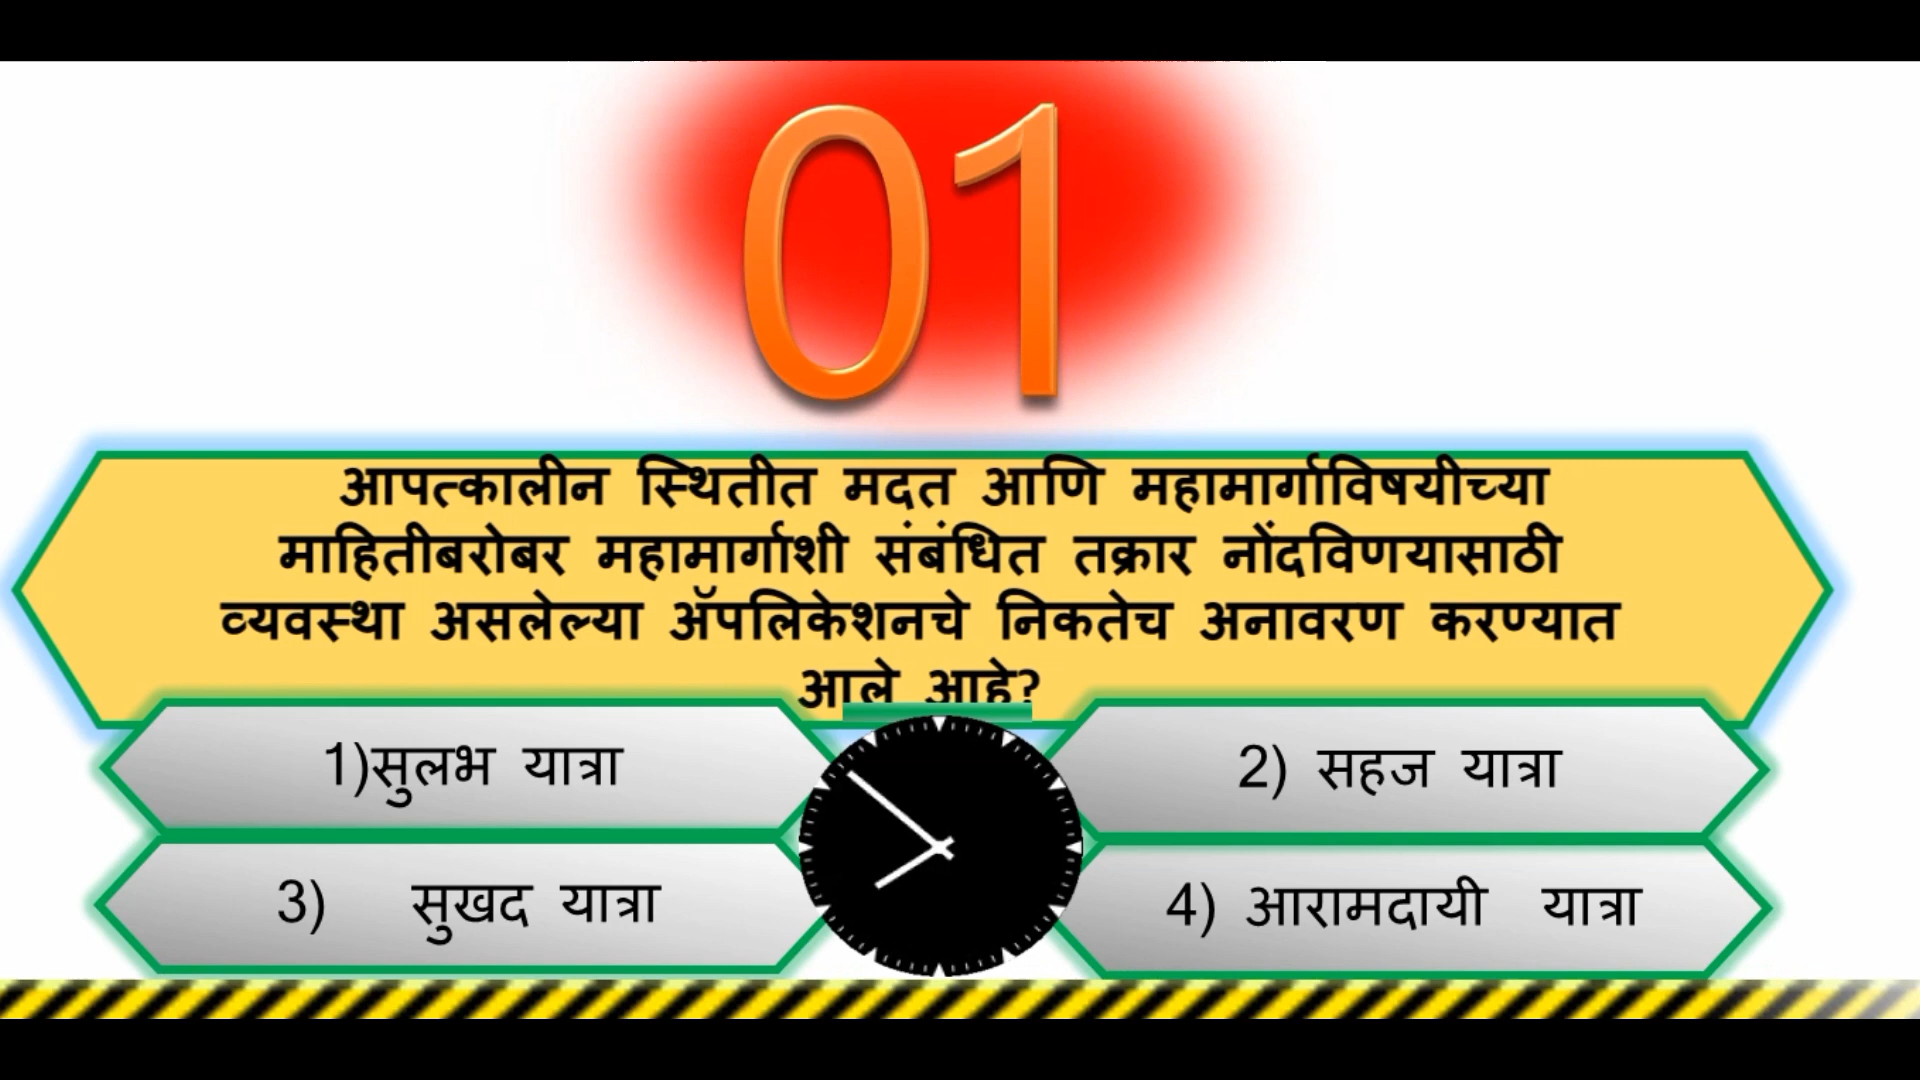 01
आपत्कालीन स्थितीत मदत आणि महामार्गाविषयीच्या
माहितीबरोबर महामार्गाशी संबंधित तक्रार नोंदविणयासाठी
व्यवस्था असलेल्या ॲपलिकेशनचे निकतेच अनावरण करण्यात
आले आहे?
1)सुलभ यात्रा
2) सहज यात्रा
3) सुखद यात्रा
4) आरामदायी यात्रा